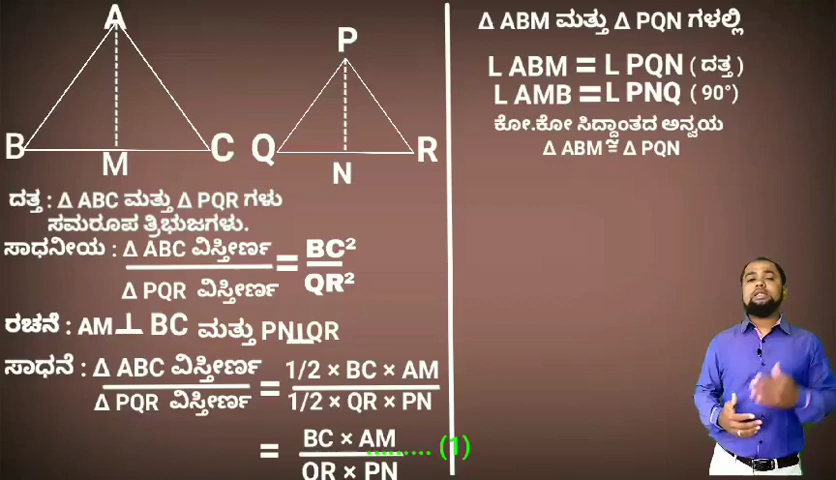 A
P
B
C
Q
R
M
N
ದತ್ತ : Δ ABC ಮತ್ತು Δ PQR ಗಳು
ಸಮರೂಪ ತ್ರಿಭುಜಗಳು.
ಸಾಧನೀಯ : Δ ABC ವಿಸ್ತೀರ್ಣ = BC²
Δ PQR ವಿಸ್ತೀರ್ಣ QR²
ರಚನೆ : AM⊥ BC ಮತ್ತು PN⊥QR
ಸಾಧನೆ : Δ ABC ವಿಸ್ತೀರ್ಣ = 1/2 × BC × AM
Δ PQR ವಿಸ್ತೀರ್ಣ 1/2 × QR × PN
= BC × AM ......... (1)
QR × PN
Δ ABM ಮತ್ತು Δ PQN ಗಳಲ್ಲಿ
L ABM = L PQN ( ದತ್ತ )
L AMB = L PNQ ( 90°)
ಕೋ.ಕೋ ಸಿದ್ದಾಂತದ ಅನ್ವಯ
Δ ABM ≅ Δ PQN